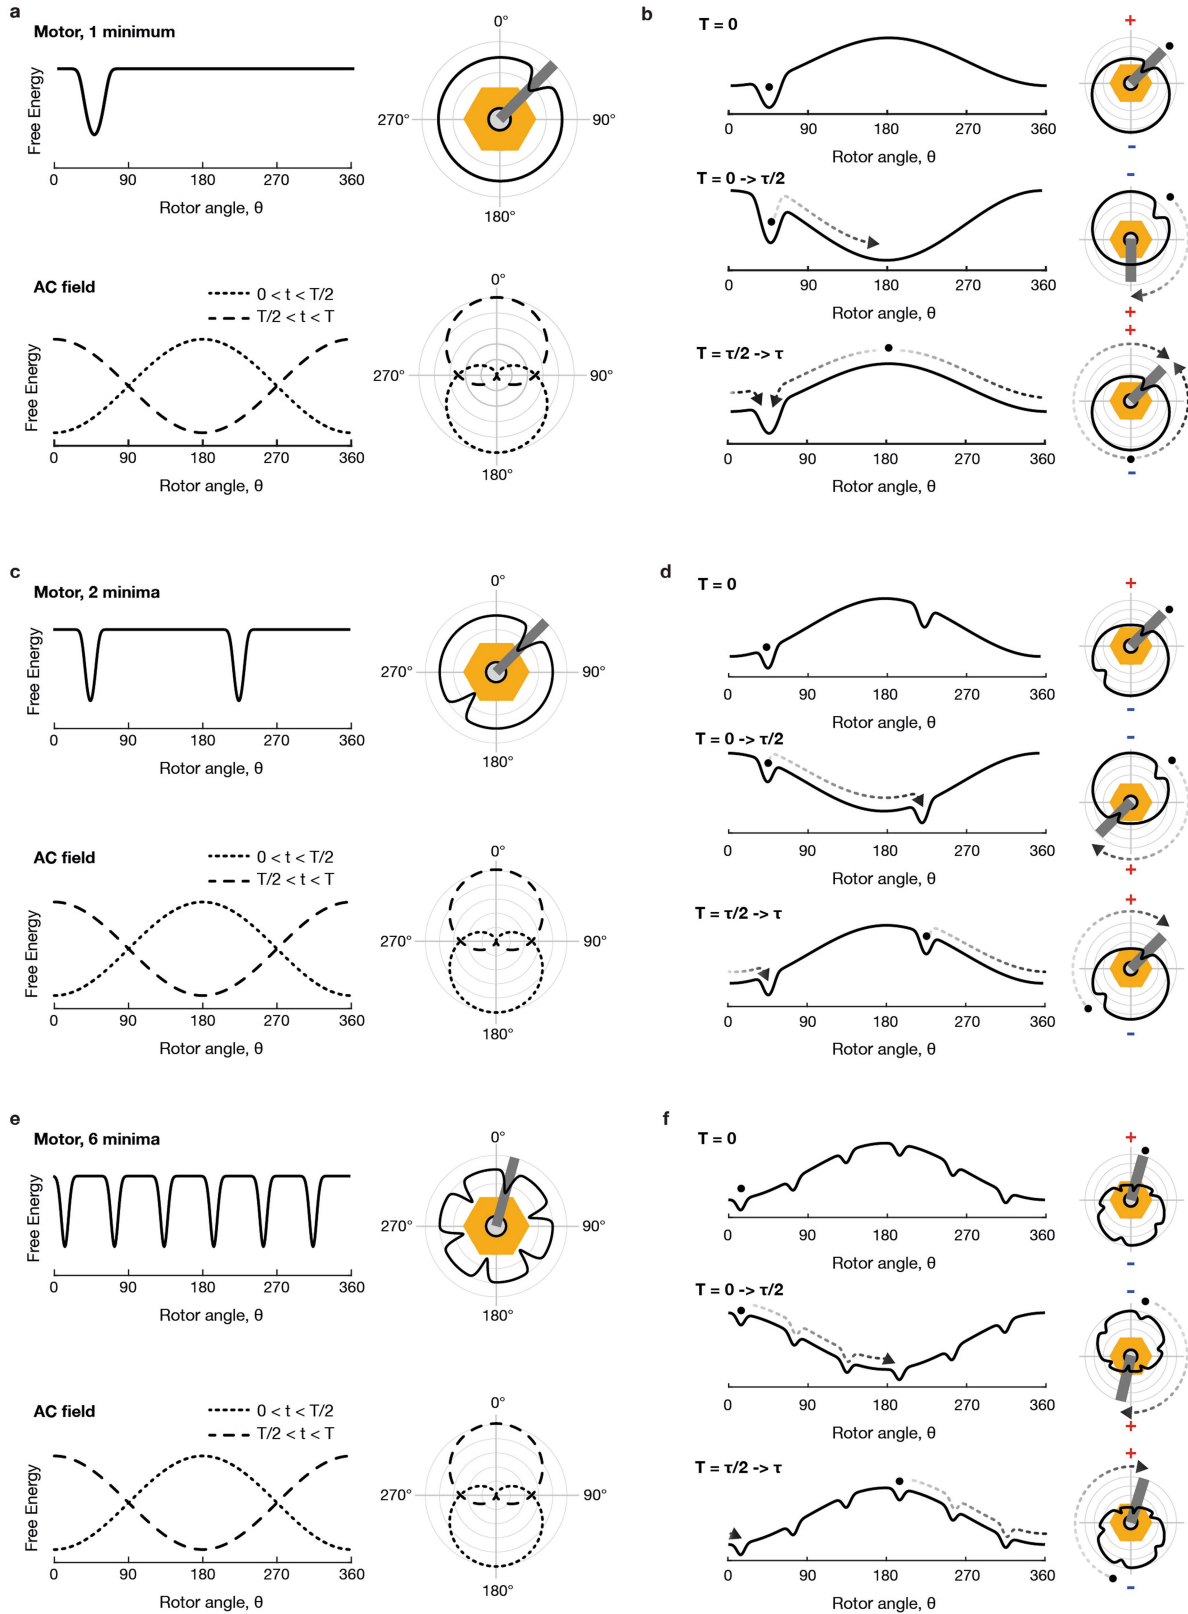 a
Motor, 1 minimum
Free Energy
0 90 180 270 360
Rotor angle, θ
0°
270° 90°
180°
AC field
0 < t < T/2
T/2 < t < T
Free Energy
0 90 180 270 360
Rotor angle, θ
0°
270° 90°
180°
b
T = 0
0 90 180 270 360
Rotor angle, θ
+
-
T = 0 -> τ/2
0 90 180 270 360
Rotor angle, θ
-
+
T = τ/2 -> τ
0 90 180 270 360
Rotor angle, θ
+
-
c
Motor, 2 minima
Free Energy
0 90 180 270 360
Rotor angle, θ
0°
270° 90°
180°
AC field
0 < t < T/2
T/2 < t < T
Free Energy
0 90 180 270 360
Rotor angle, θ
0°
270° 90°
180°
d
T = 0
0 90 180 270 360
Rotor angle, θ
+
-
T = 0 -> τ/2
0 90 180 270 360
Rotor angle, θ
-
+
T = τ/2 -> τ
0 90 180 270 360
Rotor angle, θ
+
-
e
Motor, 6 minima
Free Energy
0 90 180 270 360
Rotor angle, θ
0°
270° 90°
180°
AC field
0 < t < T/2
T/2 < t < T
Free Energy
0 90 180 270 360
Rotor angle, θ
0°
270° 90°
180°
f
T = 0
0 90 180 270 360
Rotor angle, θ
+
-
T = 0 -> τ/2
0 90 180 270 360
Rotor angle, θ
-
+
T = τ/2 -> τ
0 90 180 270 360
Rotor angle, θ
+
-